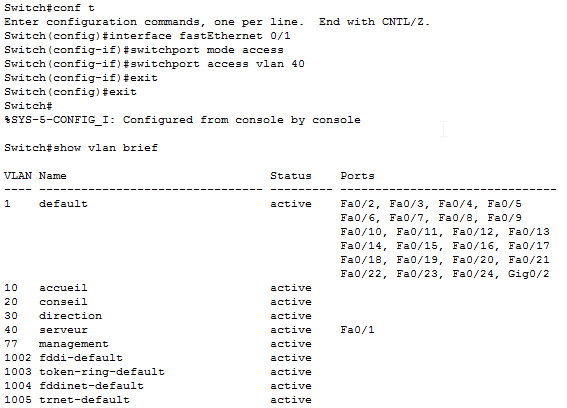 Switch#conf t
Enter configuration commands, one per line.  End with CNTL/Z.
Switch(config)#interface fastEthernet 0/1
Switch(config-if)#switchport mode access
Switch(config-if)#switchport access vlan 40
Switch(config-if)#exit
Switch(config)#exit
Switch#
%SYS-5-CONFIG_I: Configured from console by console

Switch#show vlan brief

VLAN Name                             Status    Ports
---- -------------------------------- --------- -------------------------------
1    default                          active    Fa0/2, Fa0/3, Fa0/4, Fa0/5
                                                Fa0/6, Fa0/7, Fa0/8, Fa0/9
                                                Fa0/10, Fa0/11, Fa0/12, Fa0/13
                                                Fa0/14, Fa0/15, Fa0/16, Fa0/17
                                                Fa0/18, Fa0/19, Fa0/20, Fa0/21
                                                Fa0/22, Fa0/23, Fa0/24, Gig0/2
10   accueil                          active
20   conseil                          active
30   direction                        active
40   serveur                          active    Fa0/1
77   management                       active
1002 fddi-default                     active
1003 token-ring-default               active
1004 fddinet-default                  active
1005 trnet-default                    active